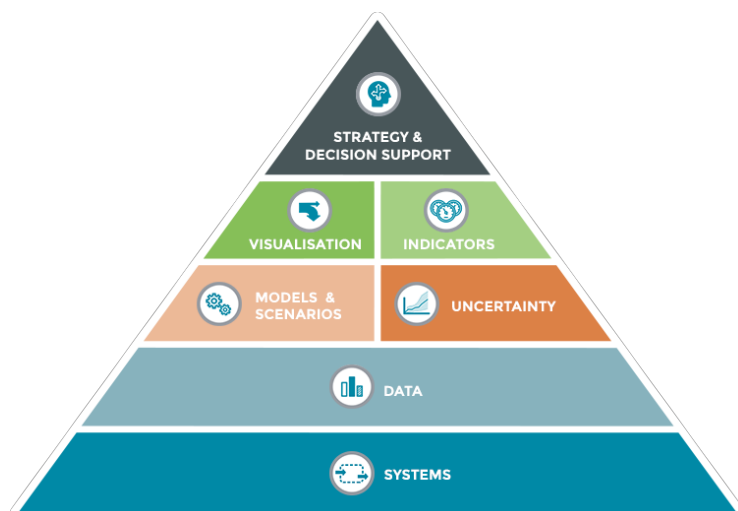 STRATEGY &
DECISION SUPPORT
VISUALISATION
INDICATORS
MODELS &
SCENARIOS
UNCERTAINTY
DATA
SYSTEMS